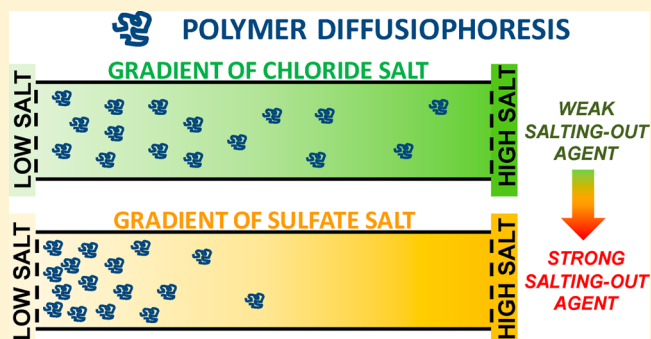 POLYMER DIFFUSIOPHORESIS
GRADIENT OF CHLORIDE SALT
LOW SALT
HIGH SALT
WEAK
SALTING-OUT
AGENT
GRADIENT OF SULFATE SALT
LOW SALT
HIGH SALT
STRONG
SALTING-OUT
AGENT